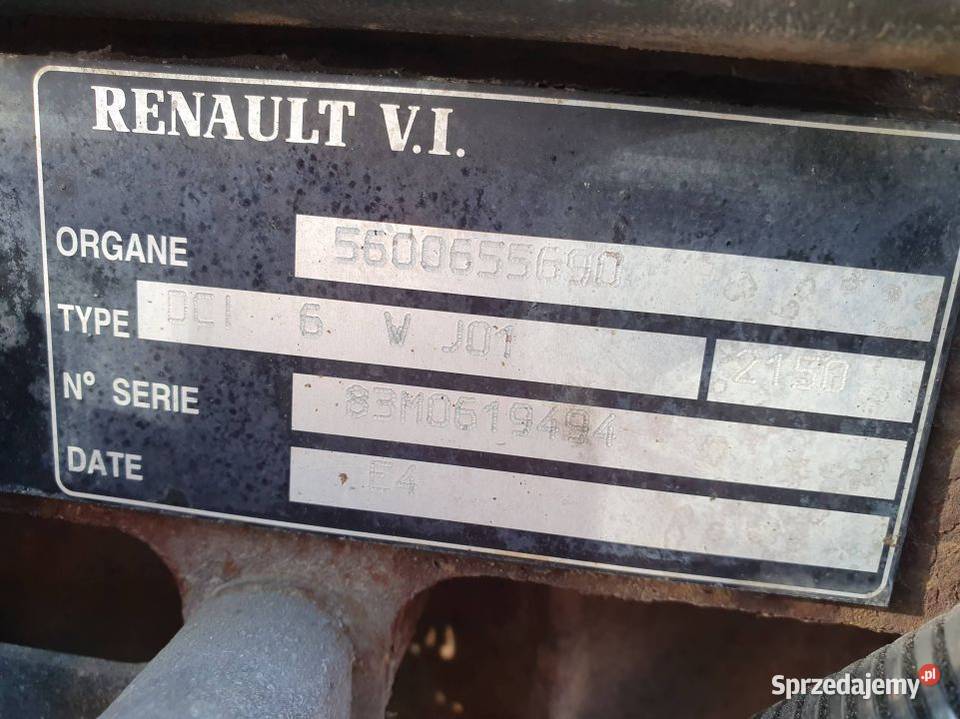 RENAULT V.I.
ORGANE 5600655690
TYPE DCI 6 W J01 2150
N° SERIE 83M0619494
DATE E4
Sprzedajemy.pl